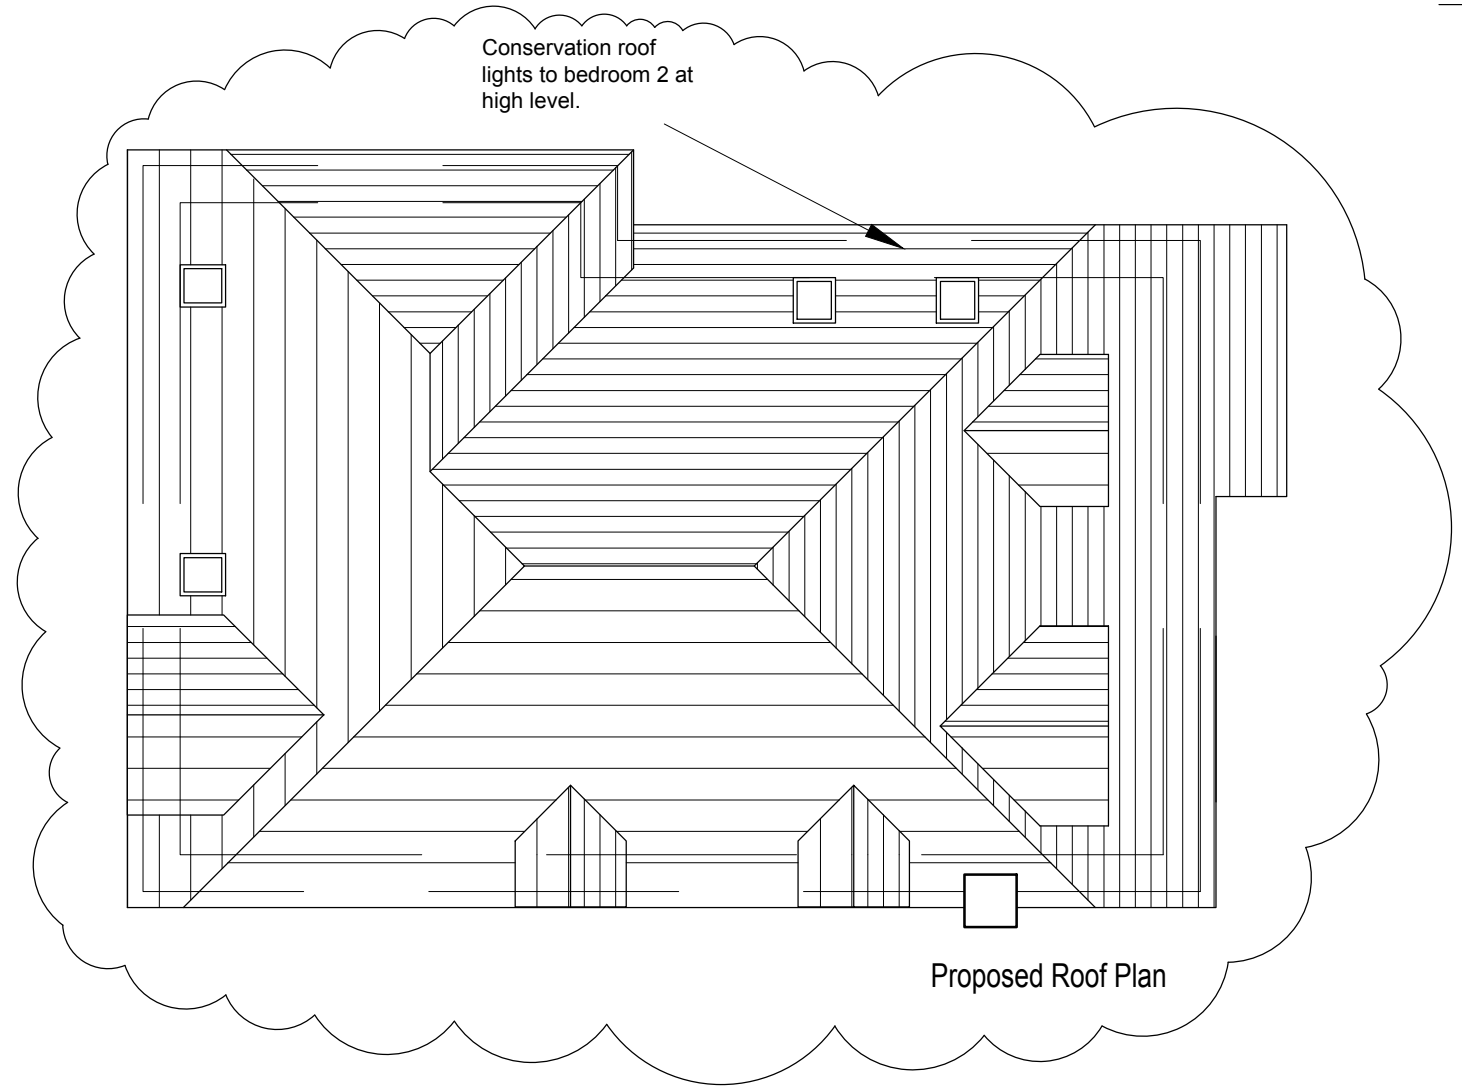 Conservation roof
lights to bedroom 2 at
high level.
Proposed Roof Plan